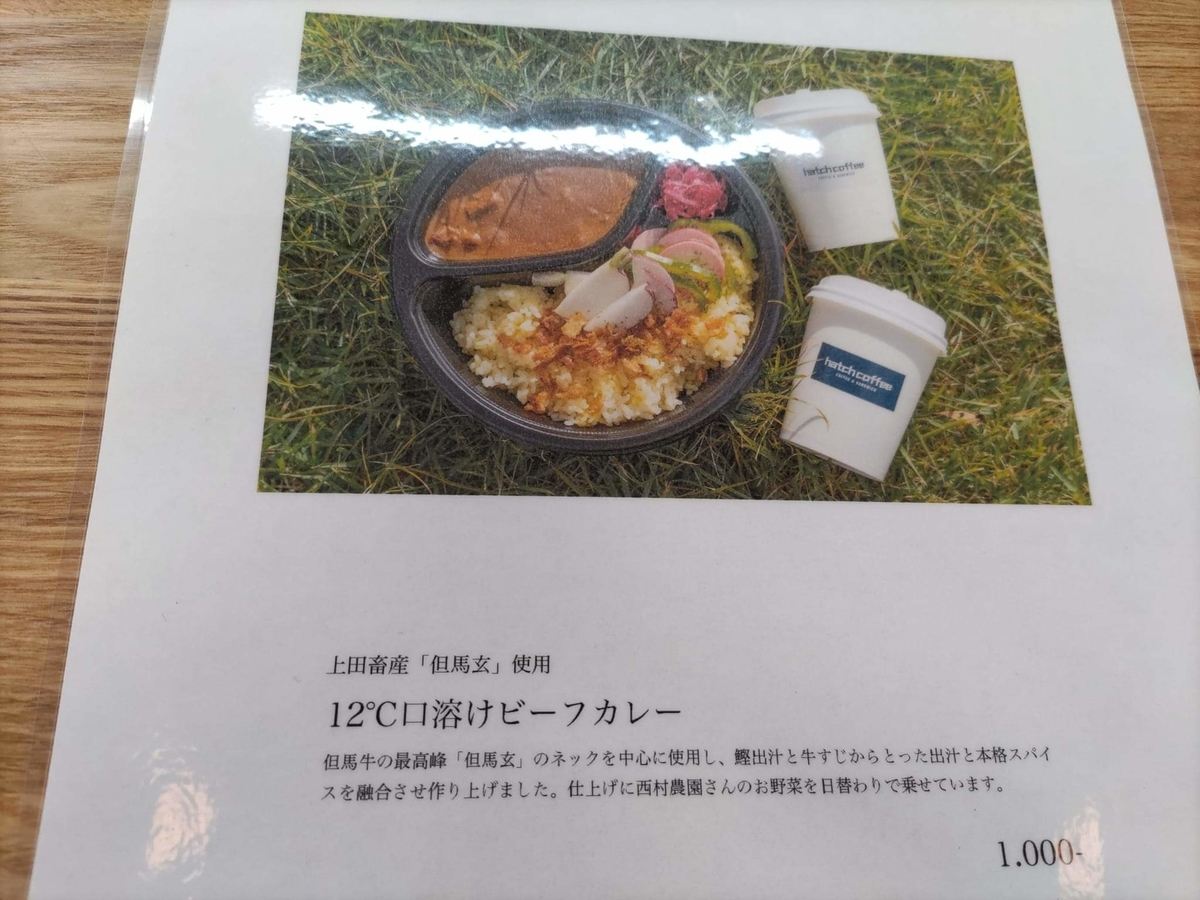 hatchcoffee
COFFEE & SANDWICH
hatchcoffee
COFFEE & SANDWICH
上田畜産「但馬玄」使用
12℃口溶けビーフカレー
但馬牛の最高峰「但馬玄」のネックを中心に使用し、鰹出汁と牛すじからとった出汁と本格スパイ
スを融合させ作り上げました。仕上げに西村農園さんのお野菜を日替わりで乗せています。
1.000-